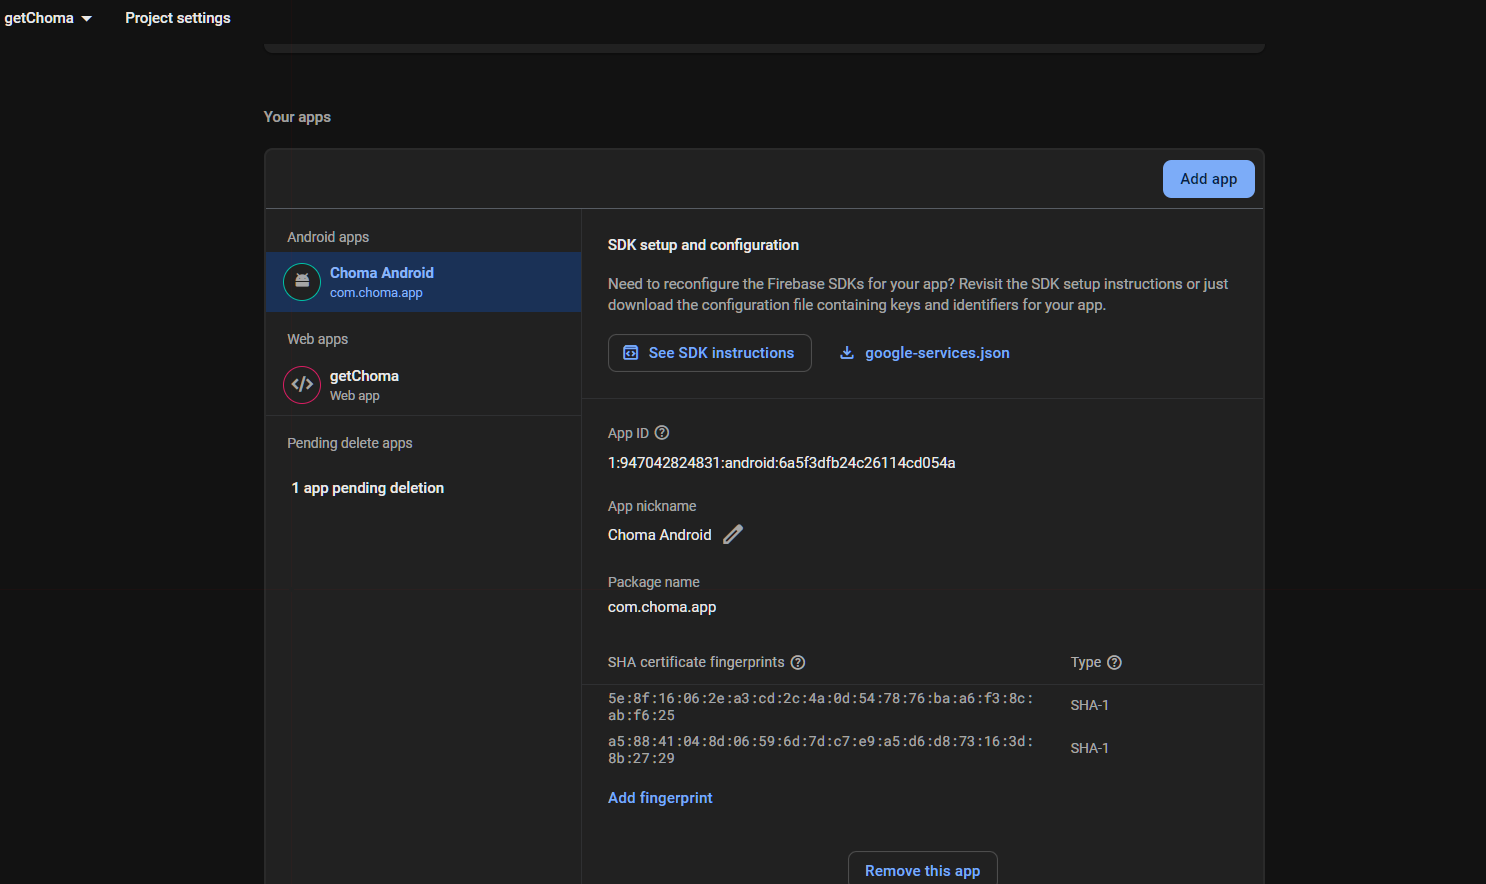 getChoma
Project settings
Your apps
Add app
Android apps
Choma Android
com.choma.app
Web apps
getChoma
Web app
Pending delete apps
1 app pending deletion
SDK setup and configuration
Need to reconfigure the Firebase SDKs for your app? Revisit the SDK setup instructions or just
download the configuration file containing keys and identifiers for your app.
See SDK instructions
google-services.json
App ID
1:947042824831:android:6a5f3dfb24c26114cd054a
App nickname
Choma Android
Package name
com.choma.app
SHA certificate fingerprints
Type
5e:8f:16:06:2e:a3:cd:2c:4a:0d:54:78:76:ba:a6:f3:8c:
ab:f6:25
SHA-1
a5:88:41:04:8d:06:59:6d:7d:c7:e9:a5:d6:d8:73:16:3d:
8b:27:29
SHA-1
Add fingerprint
Remove this app